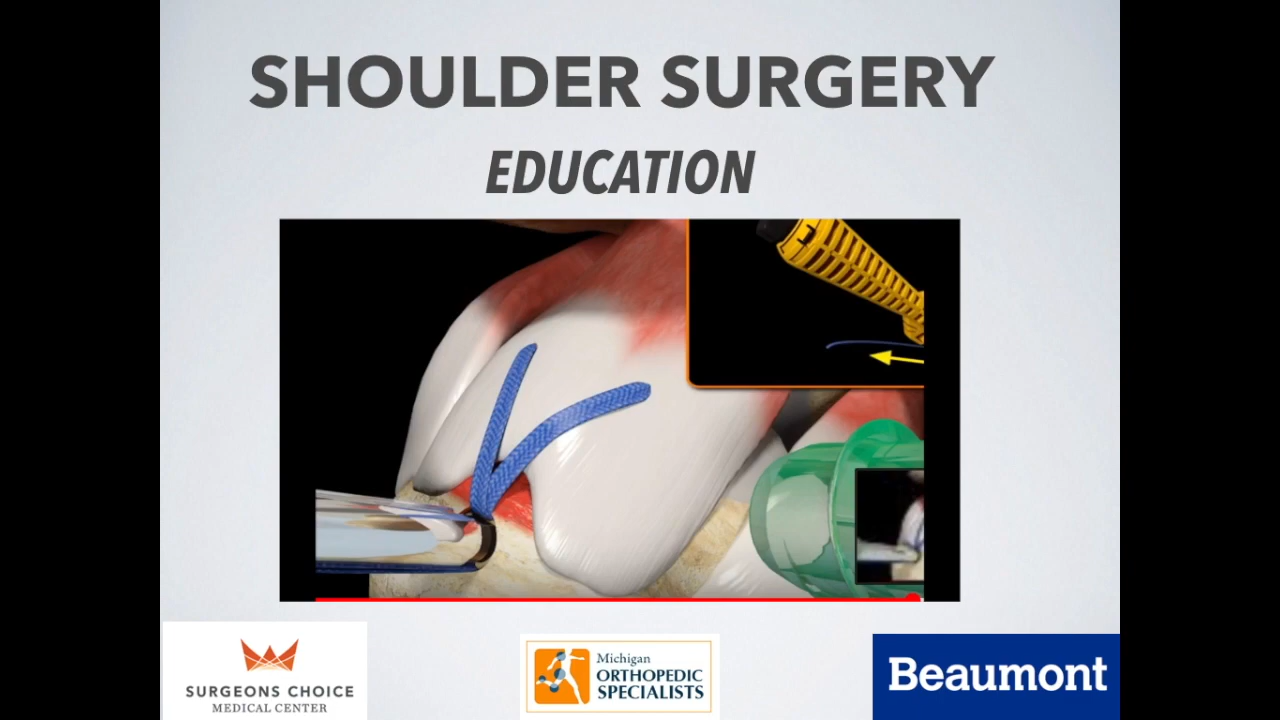 SHOULDER SURGERY
EDUCATION
SURGEONS CHOICE
MEDICAL CENTER
Michigan
ORTHOPEDIC
SPECIALISTS
Beaumont